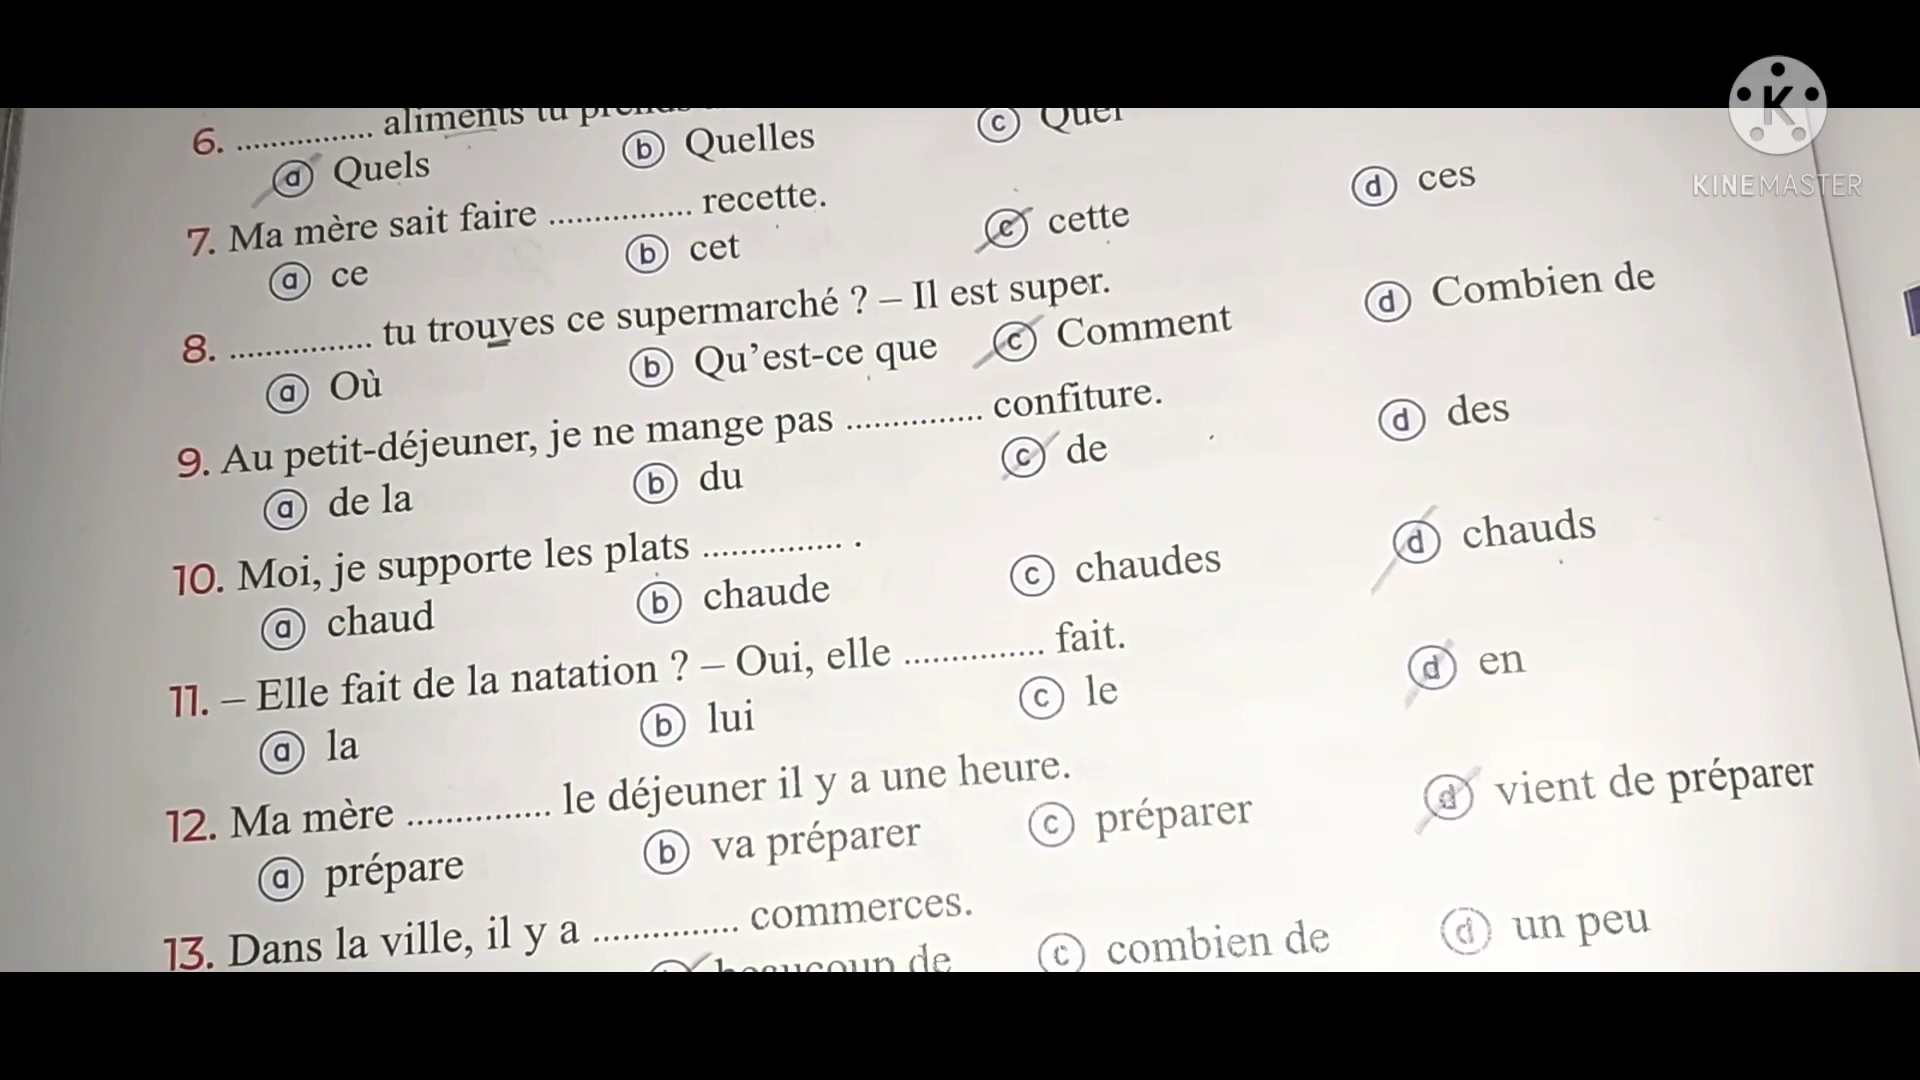 KINEMASTER
6. ............... aliments tu
a Quels b Quelles c Quel
7. Ma mère sait faire ............... recette.
a ce b cet c cette d ces
8. ............... tu trouves ce supermarché ? – Il est super.
a Où b Qu'est-ce que c Comment d Combien de
9. Au petit-déjeuner, je ne mange pas ............... confiture.
a de la b du c de d des
10. Moi, je supporte les plats ............... .
a chaud b chaude c chaudes d chauds
11. – Elle fait de la natation ? – Oui, elle ............... fait.
a la b lui c le d en
12. Ma mère ............... le déjeuner il y a une heure.
a prépare b va préparer c préparer d vient de préparer
13. Dans la ville, il y a ............... commerces.
beaucoup de c combien de d un peu